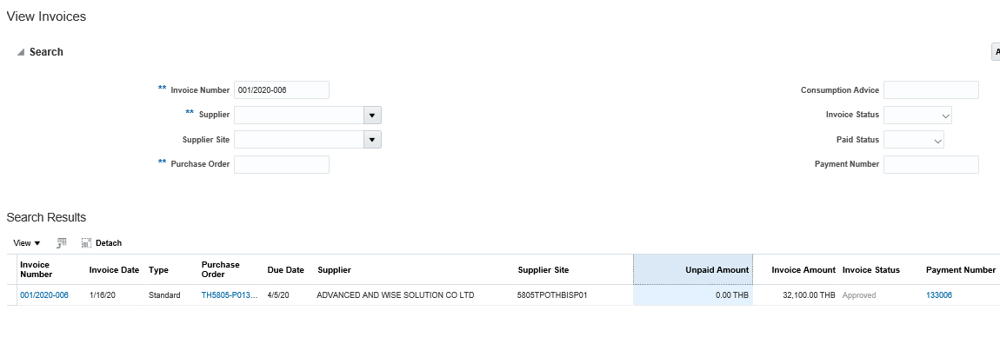 View Invoices
Search
A
** Invoice Number 001/2020-006
Consumption Advice
** Supplier
Invoice Status
Supplier Site
Paid Status
** Purchase Order
Payment Number
Search Results
View Detach
Invoice Number Invoice Date Type Purchase Order Due Date Supplier Supplier Site Unpaid Amount Invoice Amount Invoice Status Payment Number
001/2020-006 1/16/20 Standard TH5805-P013... 4/5/20 ADVANCED AND WISE SOLUTION CO LTD 5805TPOTHBISP01 0.00 THB 32,100.00 THB Approved 133006